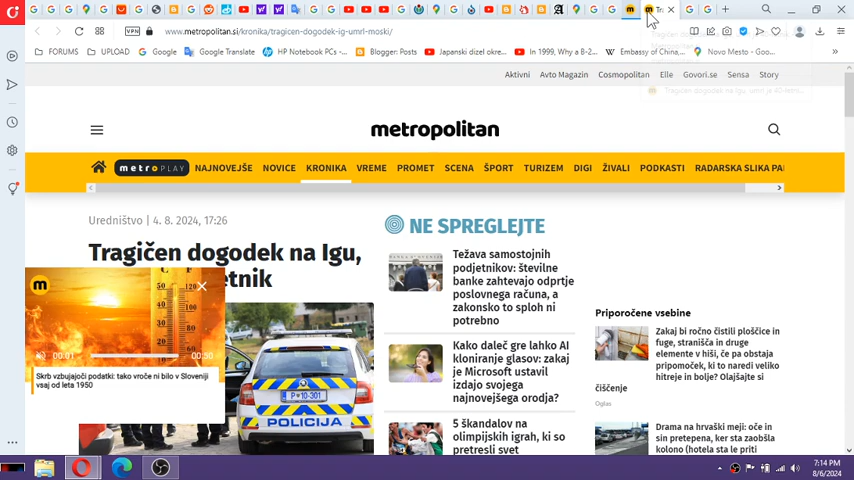 Tr
www.metropolitan.si/kronika/tragicen-dogodek-ig-umrl-moski/
FORUMS
UPLOAD
Google
GoogleTranslate
HP Notebook PCs - ...
Blogger: Posts
Japanski dizel okre...
In 1999, Why a B-2...
Embassy of China,...
Novo Mesto - Goo...
Aktivni
Avto Magazin
Cosmopolitan
Elle
Govori.se
Sensa
Story
metropolitan
metroPLAY
NAJNOVEJŠE
NOVICE
KRONIKA
VREME
PROMET
SCENA
ŠPORT
TURIZEM
DIGI
ŽIVALI
PODKASTI
RADARSKA SLIKA PA
Uredništvo | 4. 8. 2024, 17:26
Tragičen dogodek na Igu,
etnik
00:01
00:50
Skrb vzbujajoči podatki: tako vroče ni bilo v Sloveniji
vsaj od leta 1950
P 10-301
POLICIJA
NE SPREGLEJTE
Težava samostojnih
podjetnikov: številne
banke zahtevajo odprtje
poslovnega računa, a
zakonsko to sploh ni
potrebno
Kako daleč gre lahko AI
kloniranje glasov: zakaj
je Microsoft ustavil
izdajo svojega
najnovejšega orodja?
5 škandalov na
olimpijskih igrah, ki so
pretresli svet
Priporočene vsebine
Zakaj bi ročno čistili ploščice in
fuge, stranišča in druge
elemente v hiši, če pa obstaja
pripomoček, ki to naredi veliko
hitreje in bolje? Olajšajte si
čiščenje
Oglas
Drama na hrvaški meji: oče in
sin pretepena, ker sta zaobšla
kolono (hotela sta le priti
7:14 PM
8/6/2024